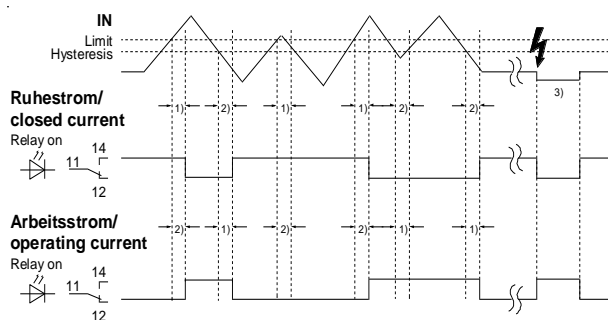 IN
Limit
Hysteresis
1) 2) 1) 1) 2) 2) 3)
Ruhestrom/
closed current
Relay on
14
11
12
Arbeitsstrom/
operating current
2) 1) 2) 2) 1) 1)
Relay on
14
11
12